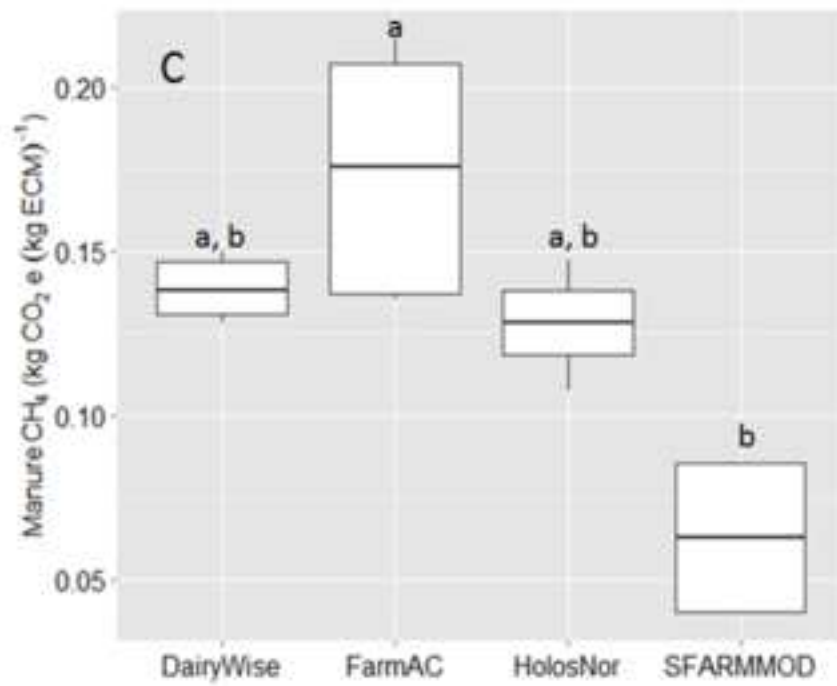 C
a
a, b
a, b
b
Manure CH₄ (kg CO₂ e (kg ECM)⁻¹)
0.20
0.15
0.10
0.05
DairyWise FarmAC HolosNor SFARMMOD